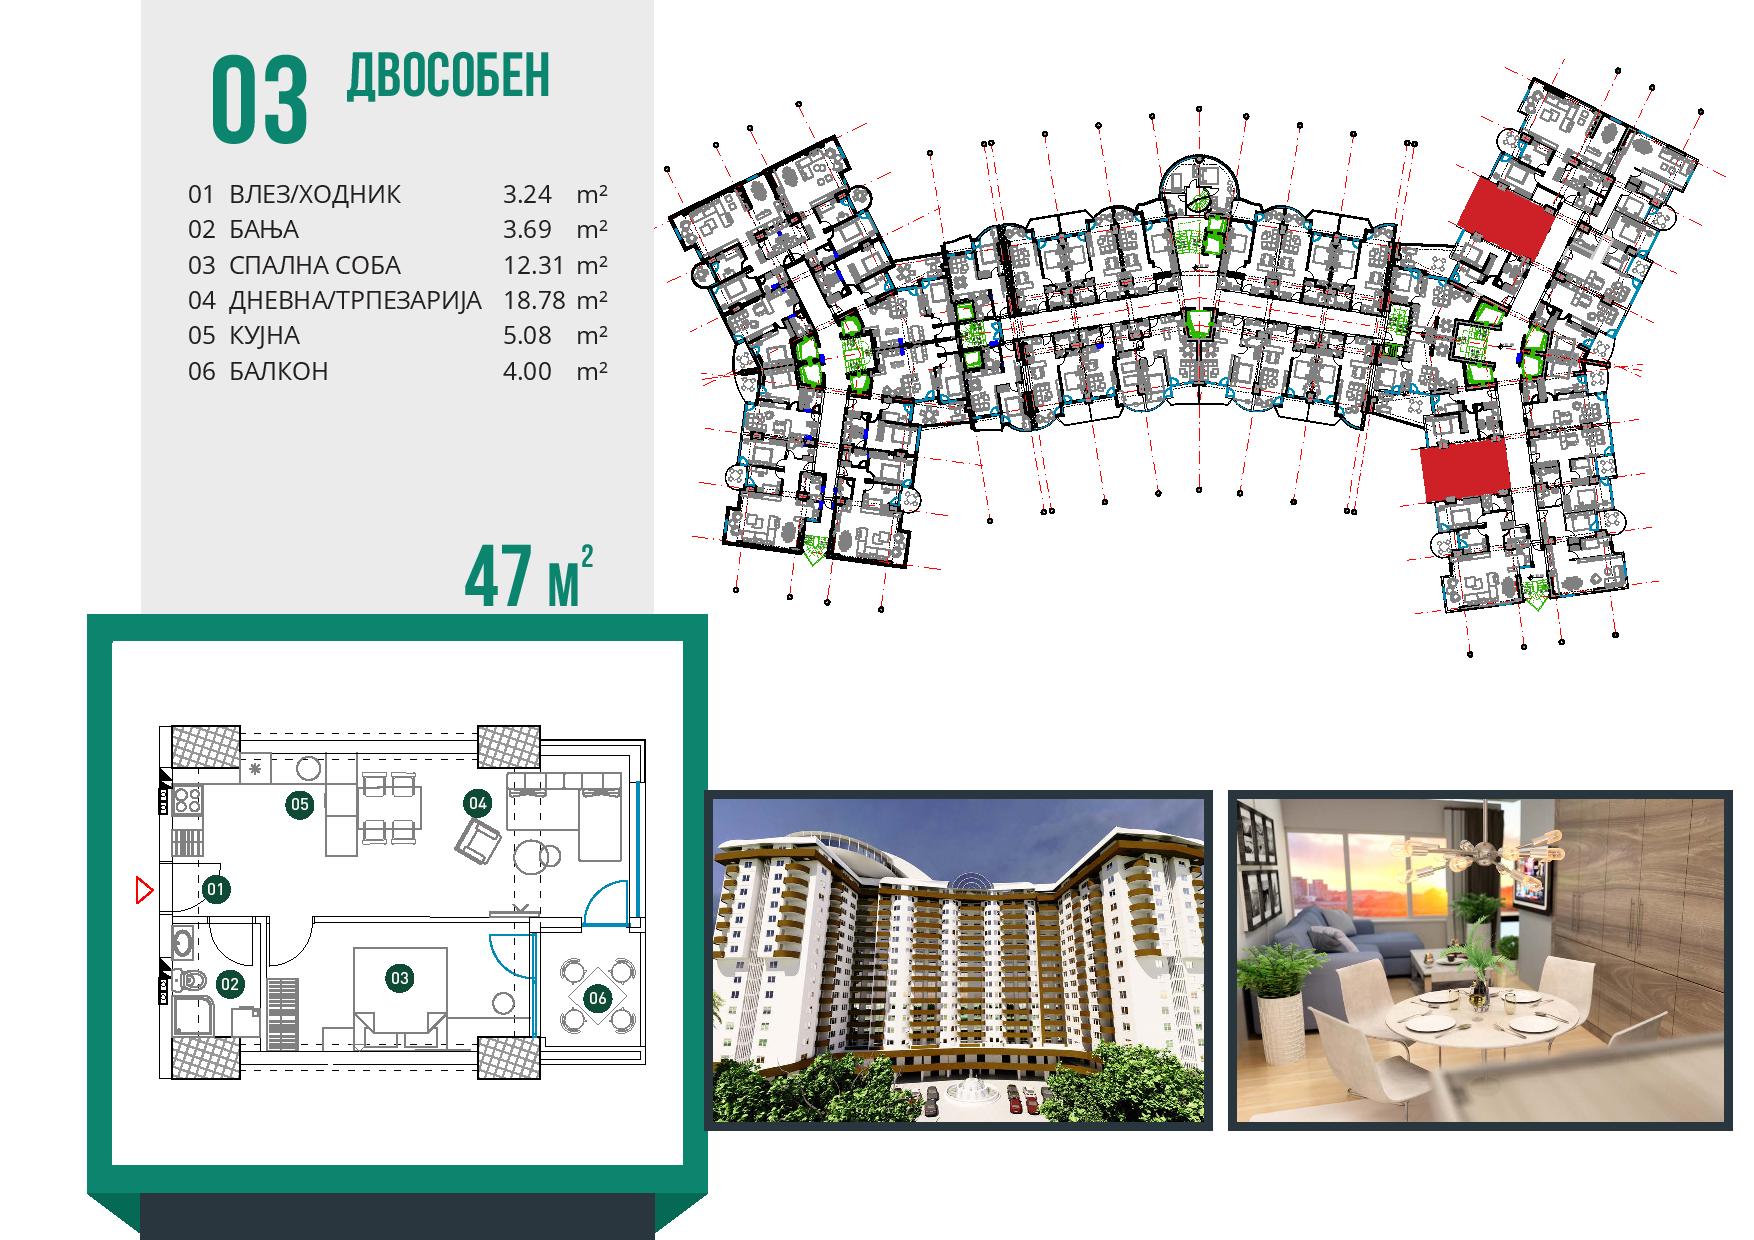 03 ДВОСОБЕН
01 ВЛЕЗ/ХОДНИК 3.24 m²
02 БАЊА 3.69 m²
03 СПАЛНА СОБА 12.31 m²
04 ДНЕВНА/ТРПЕЗАРИЈА 18.78 m²
05 КУЈНА 5.08 m²
06 БАЛКОН 4.00 m²
47 м²
05
04
01
03
02
06